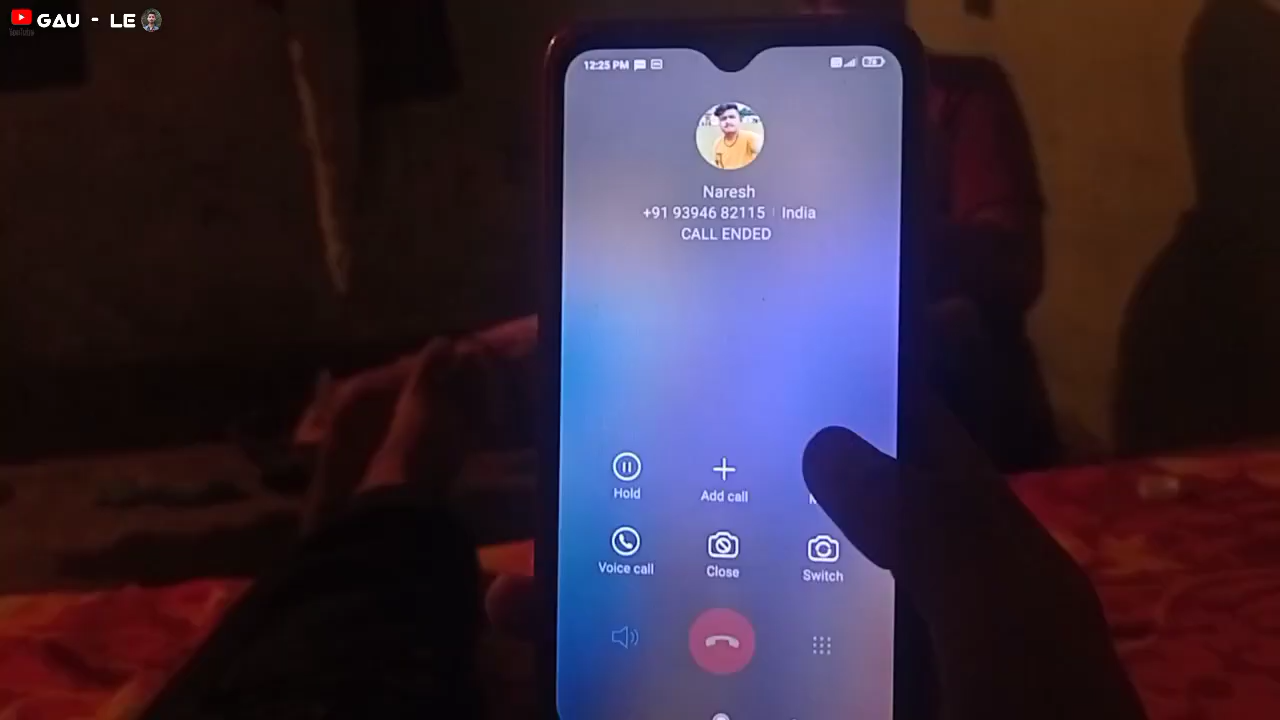 GAU - LE
12:25 PM
78
Naresh
+91 93946 82115 | India
CALL ENDED
Hold
Add call
Voice call
Close
Switch